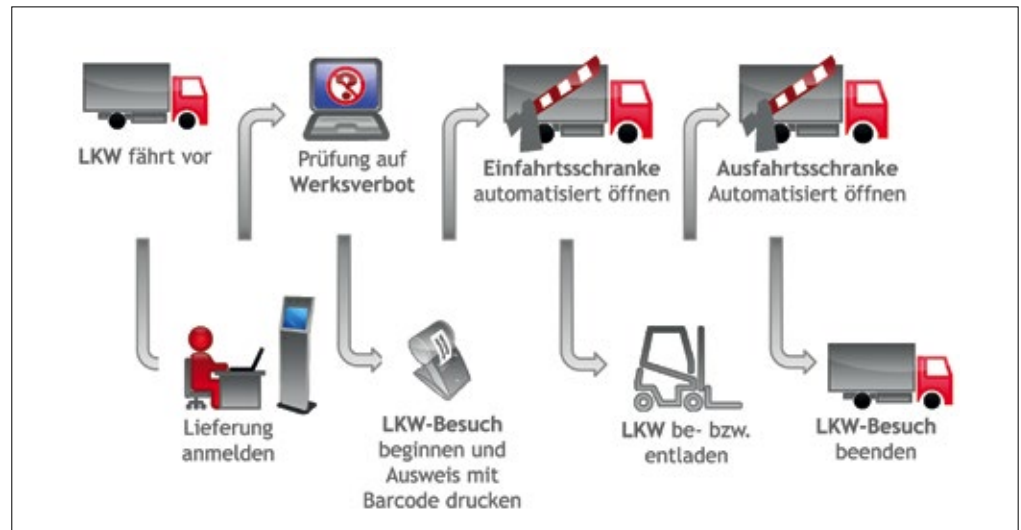 LKW fährt vor
Lieferung
anmelden
Prüfung auf
Werksverbot
LKW-Besuch
beginnen und
Ausweis mit
Barcode drucken
Einfahrtsschranke
automatisiert öffnen
LKW be- bzw.
entladen
Ausfahrtsschranke
Automatisiert öffnen
LKW-Besuch
beenden